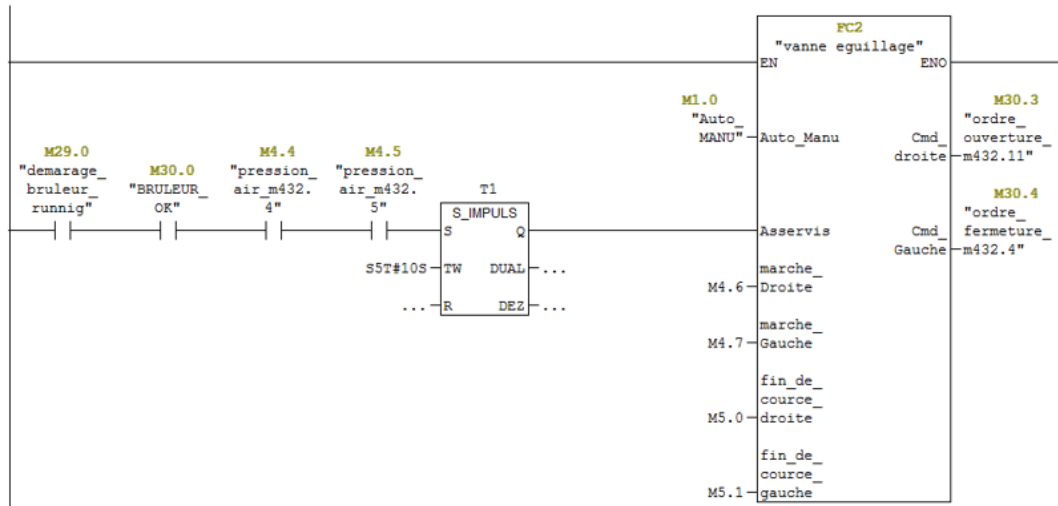 FC2
"vanne eguillage"
EN ENO
M1.0
"Auto_
MANU" Auto_Manu
M30.3
"ordre_
ouverture_
m432.11"
Cmd_
droite
M29.0
"demarage_
bruleur_
runnig"
M30.0
"BRULEUR_
OK"
M4.4
"pression_
air_m432.
4"
M4.5
"pression_
air_m432.
5"
T1
S_IMPULS
S Q
S5T#10S TW DUAL ...
... R DEZ ...
Asservis
M30.4
"ordre_
fermeture_
m432.4"
Cmd_
Gauche
marche_
M4.6 Droite
marche_
M4.7 Gauche
fin_de_
cource_
M5.0 droite
fin_de_
cource_
M5.1 gauche